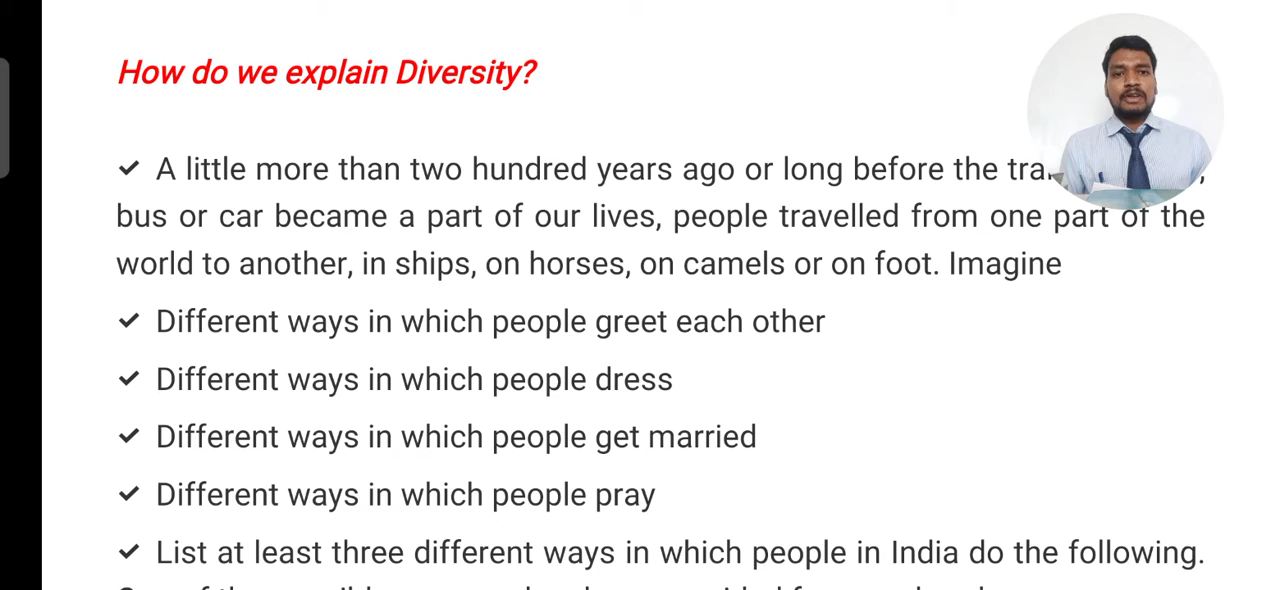 How do we explain Diversity?
✓ A little more than two hundred years ago or long before the
bus or car became a part of our lives, people travelled from one part of the
world to another, in ships, on horses, on camels or on foot. Imagine
✓ Different ways in which people greet each other
✓ Different ways in which people dress
✓ Different ways in which people get married
✓ Different ways in which people pray
✓ List at least three different ways in which people in India do the following.